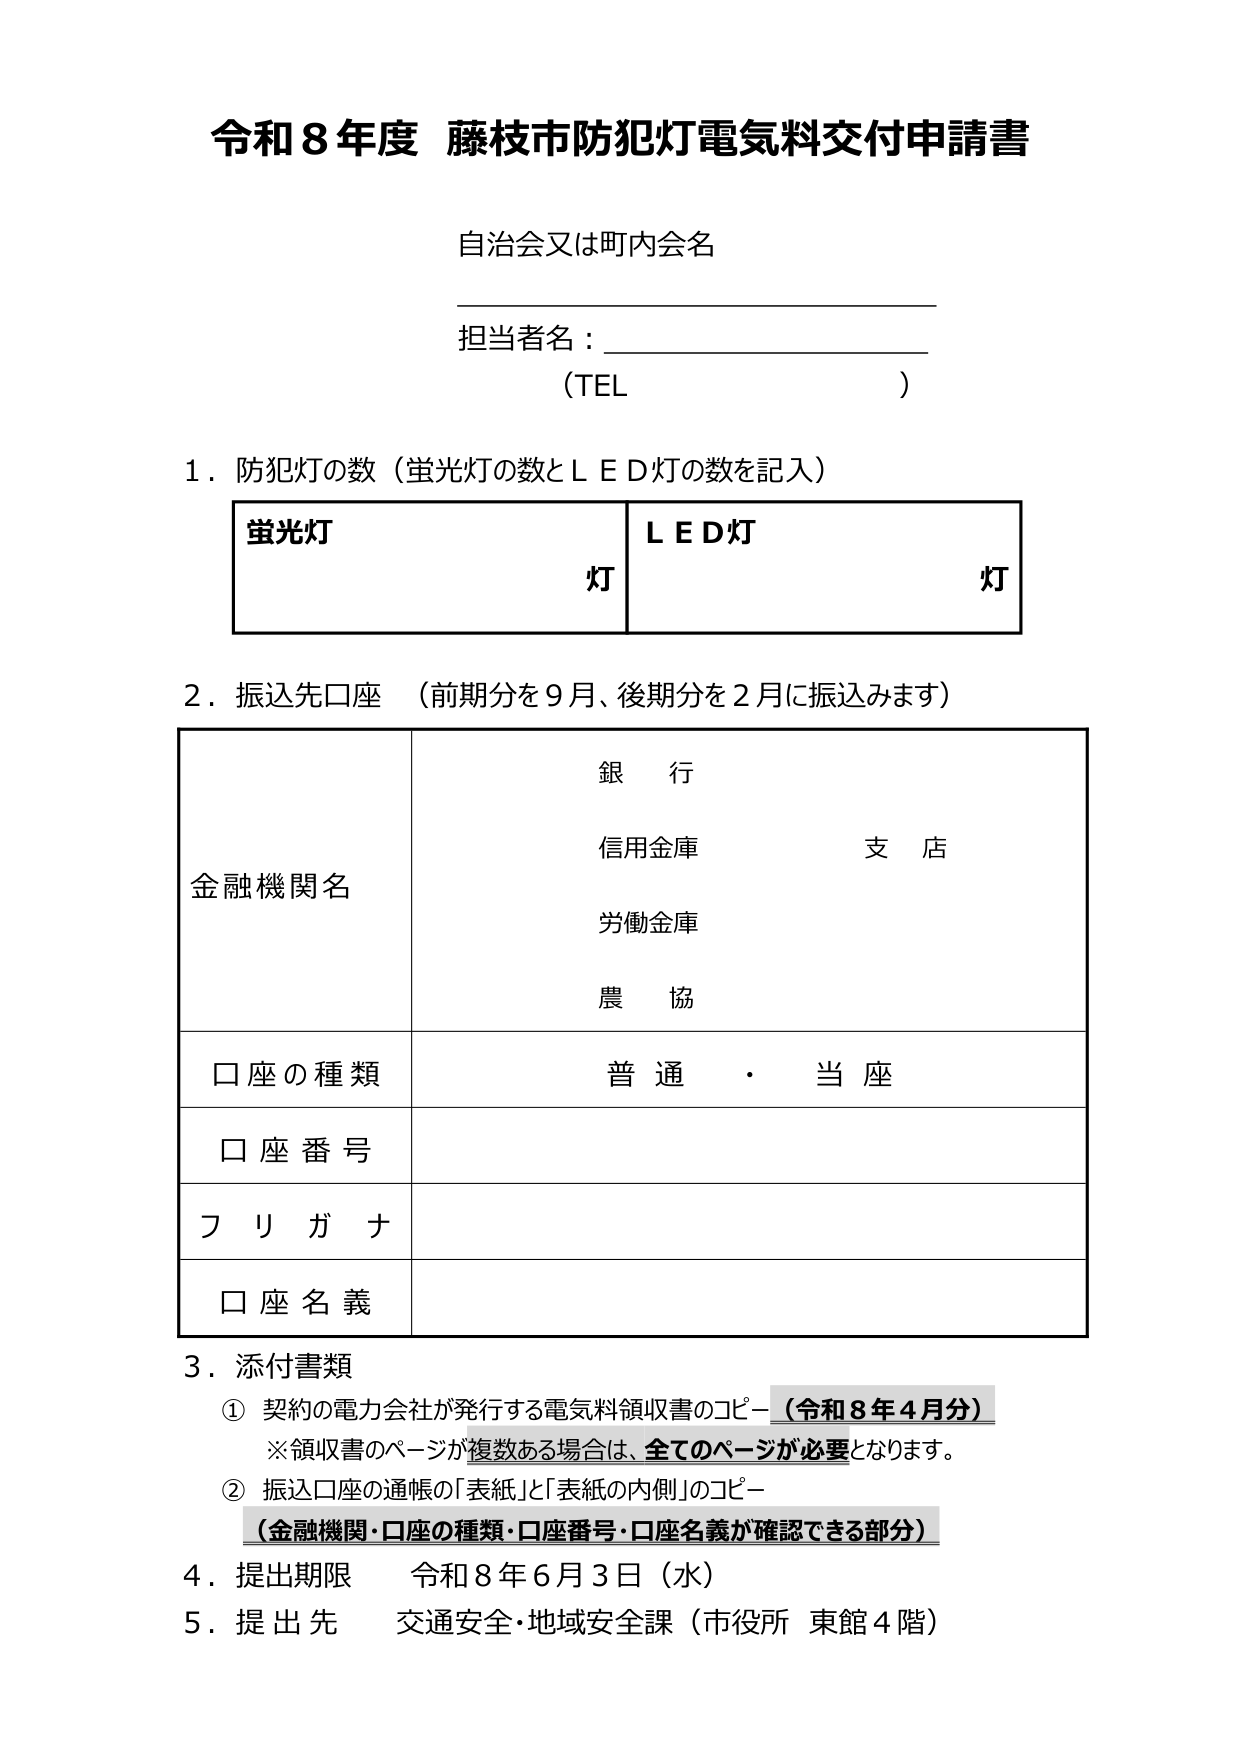 令和８年度 藤枝市防犯灯電気料交付申請書
自治会又は町内会名
担当者名：
（TEL　　　　　　　　　）
１．防犯灯の数（蛍光灯の数とＬＥＤ灯の数を記入）
蛍光灯　ＬＥＤ灯
灯　灯
２．振込先口座　（前期分を９月、後期分を２月に振込みます）
銀　行
信用金庫　支　店
金融機関名
労働金庫
農　協
口座の種類　普 通　・　当 座
口座番号
フリガナ
口座名義
３．添付書類
① 契約の電力会社が発行する電気料領収書のコピー（令和８年４月分）
※領収書のページが複数ある場合は、全てのページが必要となります。
② 振込口座の通帳の「表紙」と「表紙の内側」のコピー
（金融機関・口座の種類・口座番号・口座名義が確認できる部分）
４．提出期限　令和８年６月３日（水）
５．提 出 先　交通安全・地域安全課（市役所 東館４階）